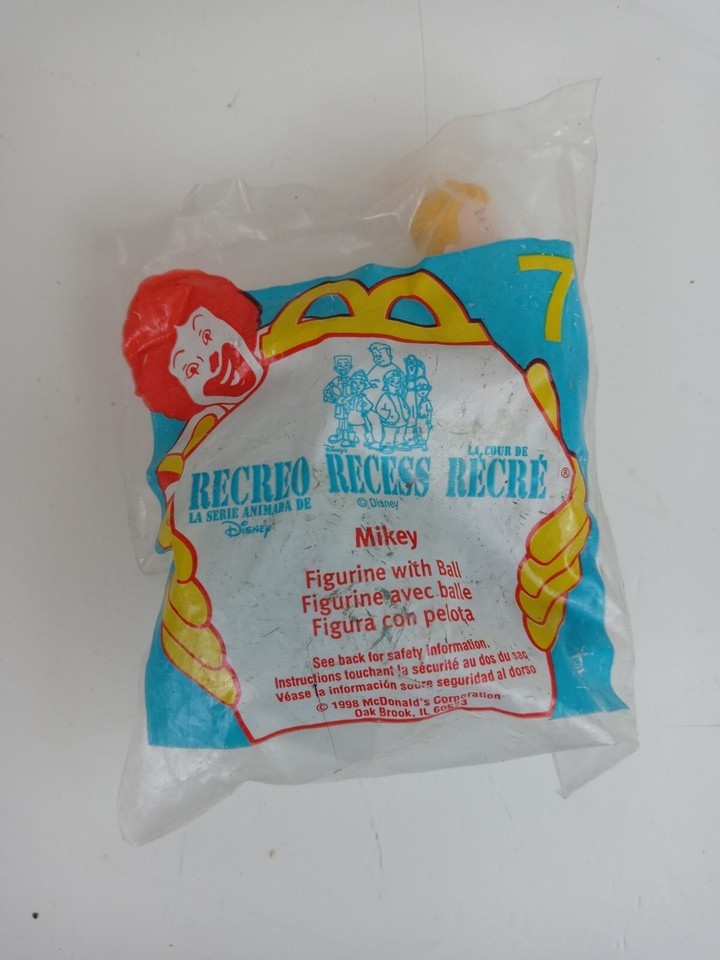 7
Disney's
RECREO RECESS LA COUR DE RÉCRÉ ®
LA SERIE ANIMADA DE
Disney
© Disney
Mikey
Figurine with Ball
Figurine avec balle
Figura con pelota
See back for safety information.
Instructions touchant la sécurité au dos du sac
Véase la información sobre seguridad al dorso
© 1998 McDonald's Corporation
Oak Brook, IL 60523